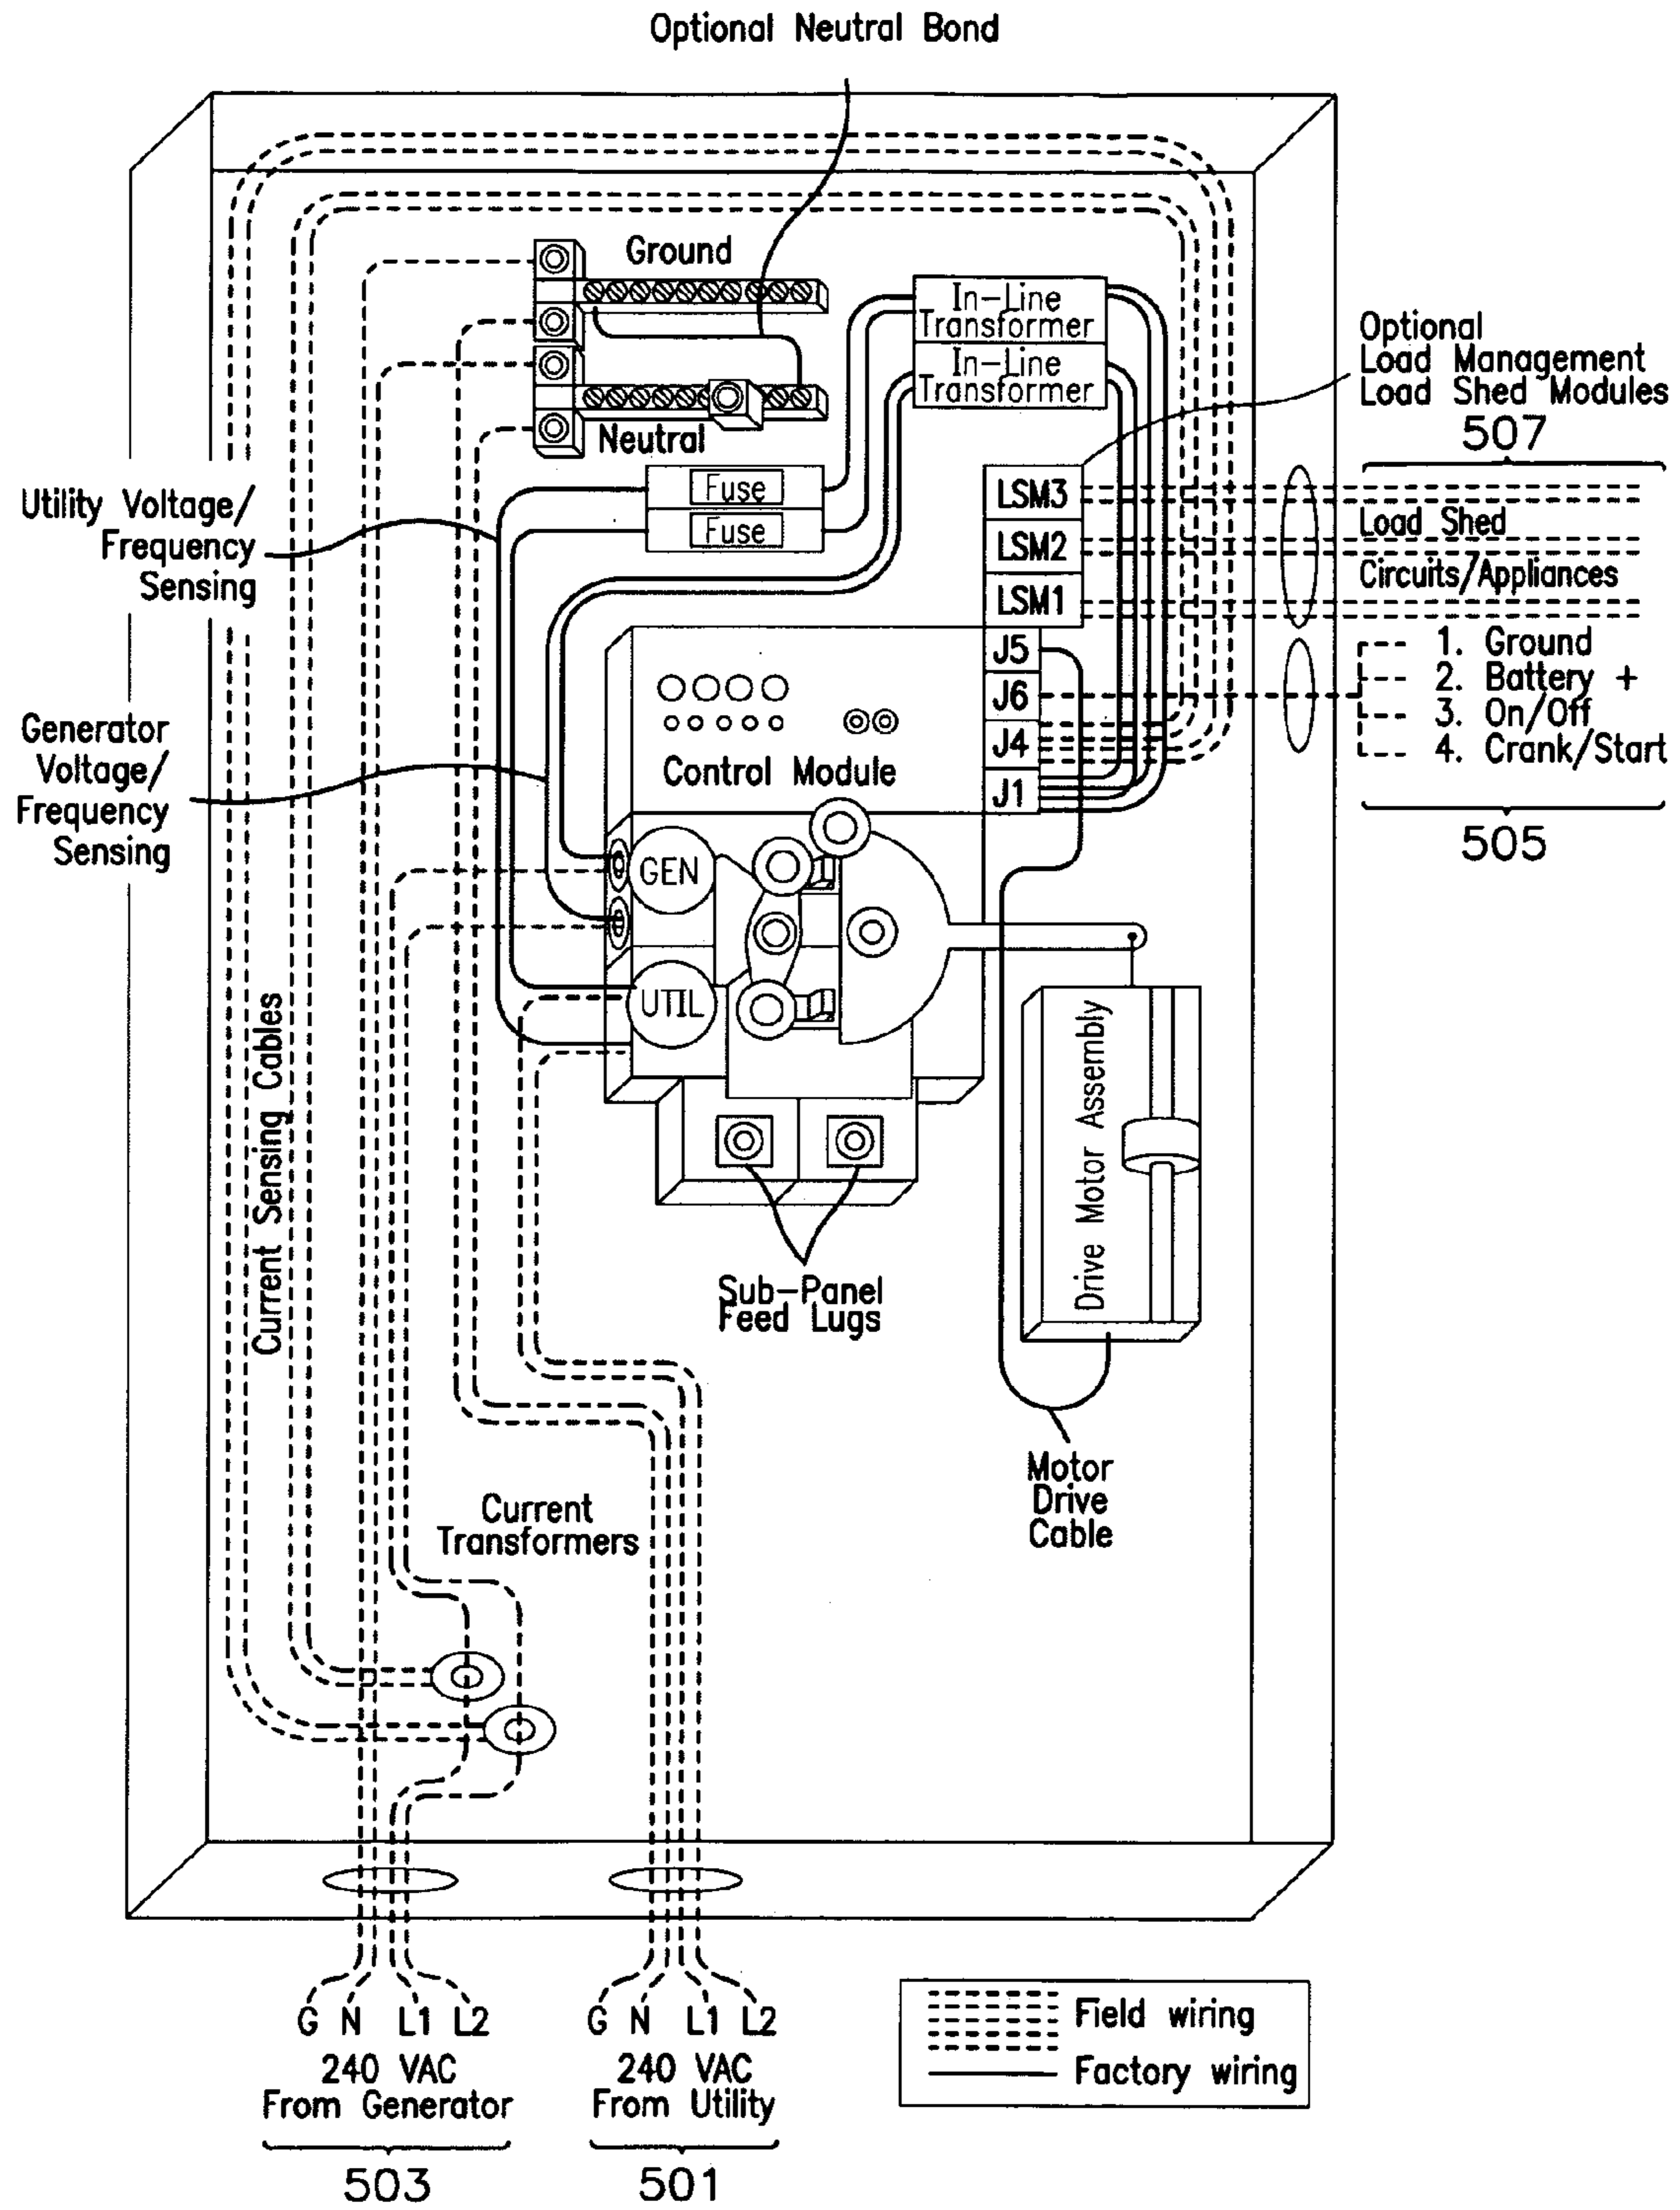 Optional Neutral Bond
Ground
In-Line
Transformer
In-Line
Transformer
Optional
Load Management
Load Shed Modules
507
Neutral
Utility Voltage/
Frequency
Sensing
Fuse
Fuse
LSM3
LSM2
LSM1
Load Shed
Circuits/Appliances
J5
J6
J4
J1
1. Ground
2. Battery +
3. On/Off
4. Crank/Start
505
Generator
Voltage/
Frequency
Sensing
Control Module
GEN
UTIL
Current Sensing Cables
Drive Motor Assembly
Sub-Panel
Feed Lugs
Motor
Drive
Cable
Current
Transformers
G N L1 L2
240 VAC
From Generator
503
G N L1 L2
240 VAC
From Utility
501
Field wiring
Factory wiring